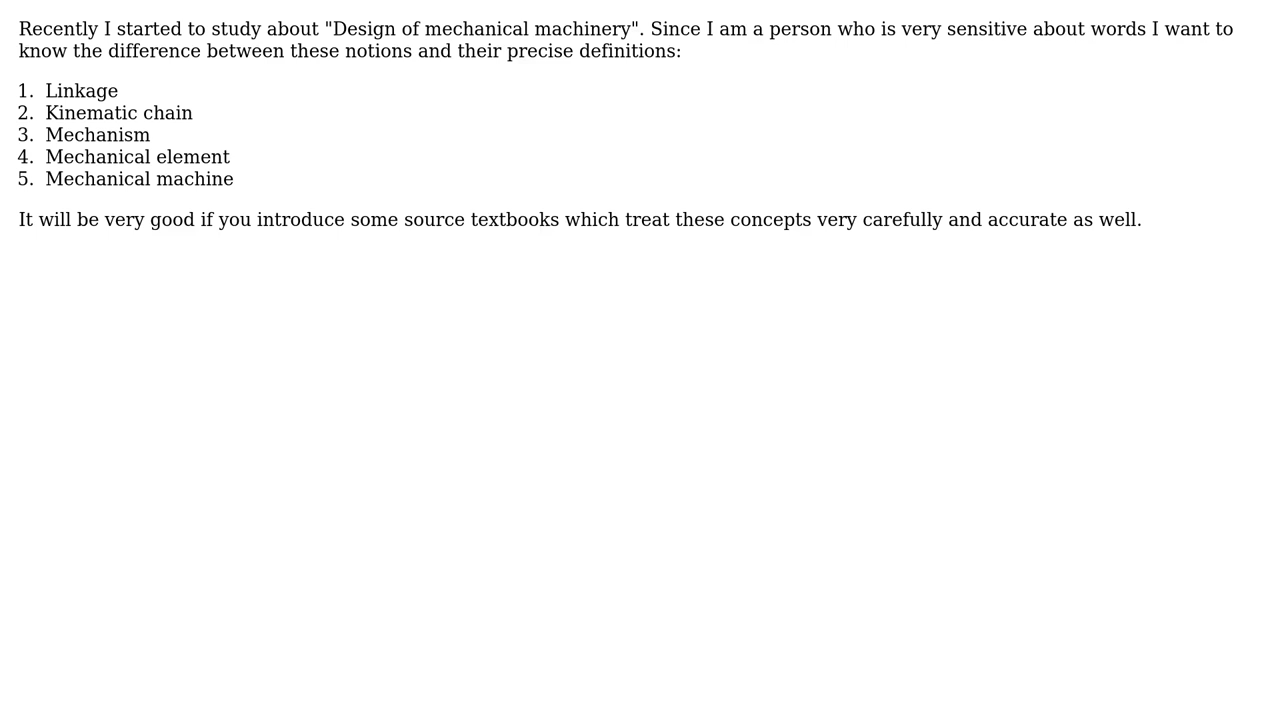 Recently I started to study about "Design of mechanical machinery". Since I am a person who is very sensitive about words I want to
know the difference between these notions and their precise definitions:
1. Linkage
2. Kinematic chain
3. Mechanism
4. Mechanical element
5. Mechanical machine
It will be very good if you introduce some source textbooks which treat these concepts very carefully and accurate as well.